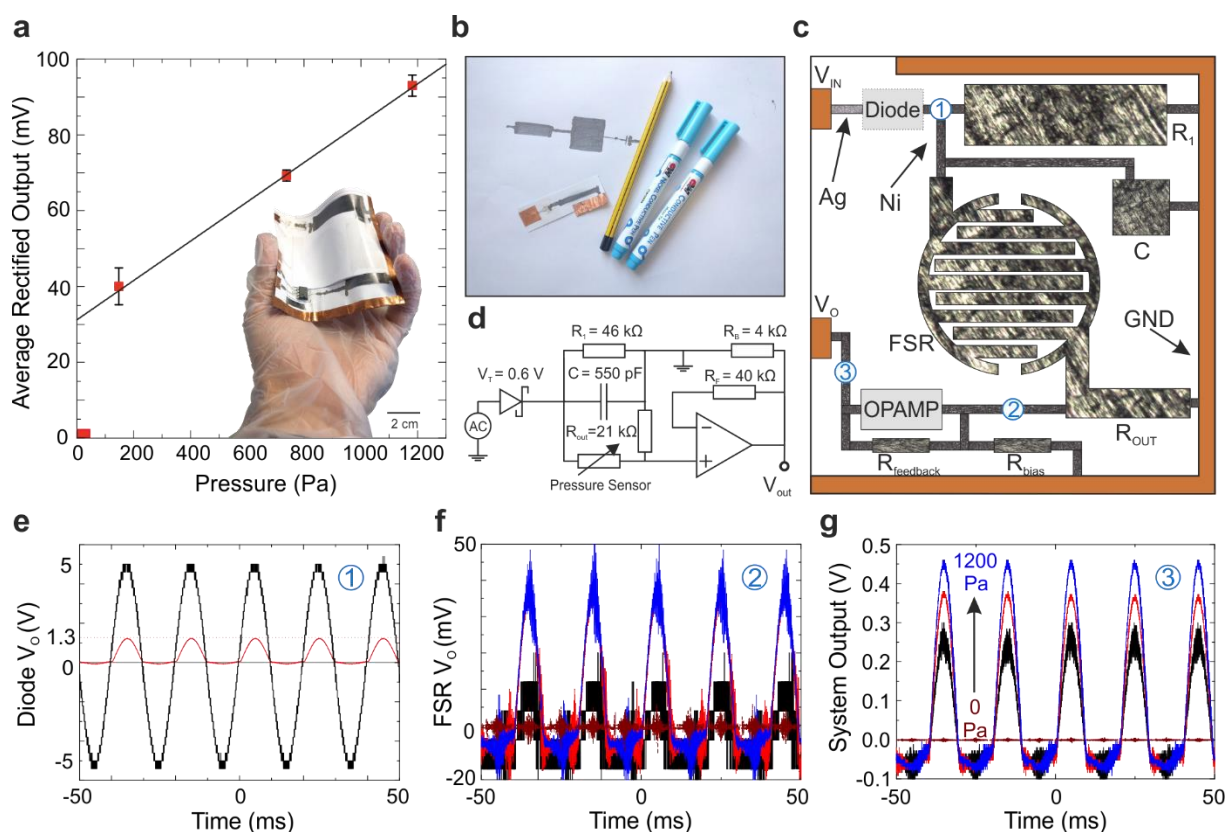 a
100
80
60
40
20
0
0
200
400
600
800
1000
1200
Average Rectified Output (mV)
Pressure (Pa)
2 cm
b
CONDUCTIVE PEN
c
V_IN
Diode
1
R_1
Ag
Ni
C
V_O
FSR
GND
3
OPAMP
2
R_OUT
R_feedback
R_bias
d
R_1 = 46 kΩ
R_B = 4 kΩ
V_T = 0.6 V
C = 550 pF
R_F = 40 kΩ
AC
R_out=21 kΩ
Pressure Sensor
−
+
V_out
e
5
1.3
0
-5
-50
0
50
Diode V_O (V)
Time (ms)
1
f
50
0
-20
-50
0
50
FSR V_O (mV)
Time (ms)
2
g
0.5
0.4
0.3
0.2
0.1
0.0
-0.1
-50
0
50
System Output (V)
Time (ms)
1200
Pa
0
Pa
3